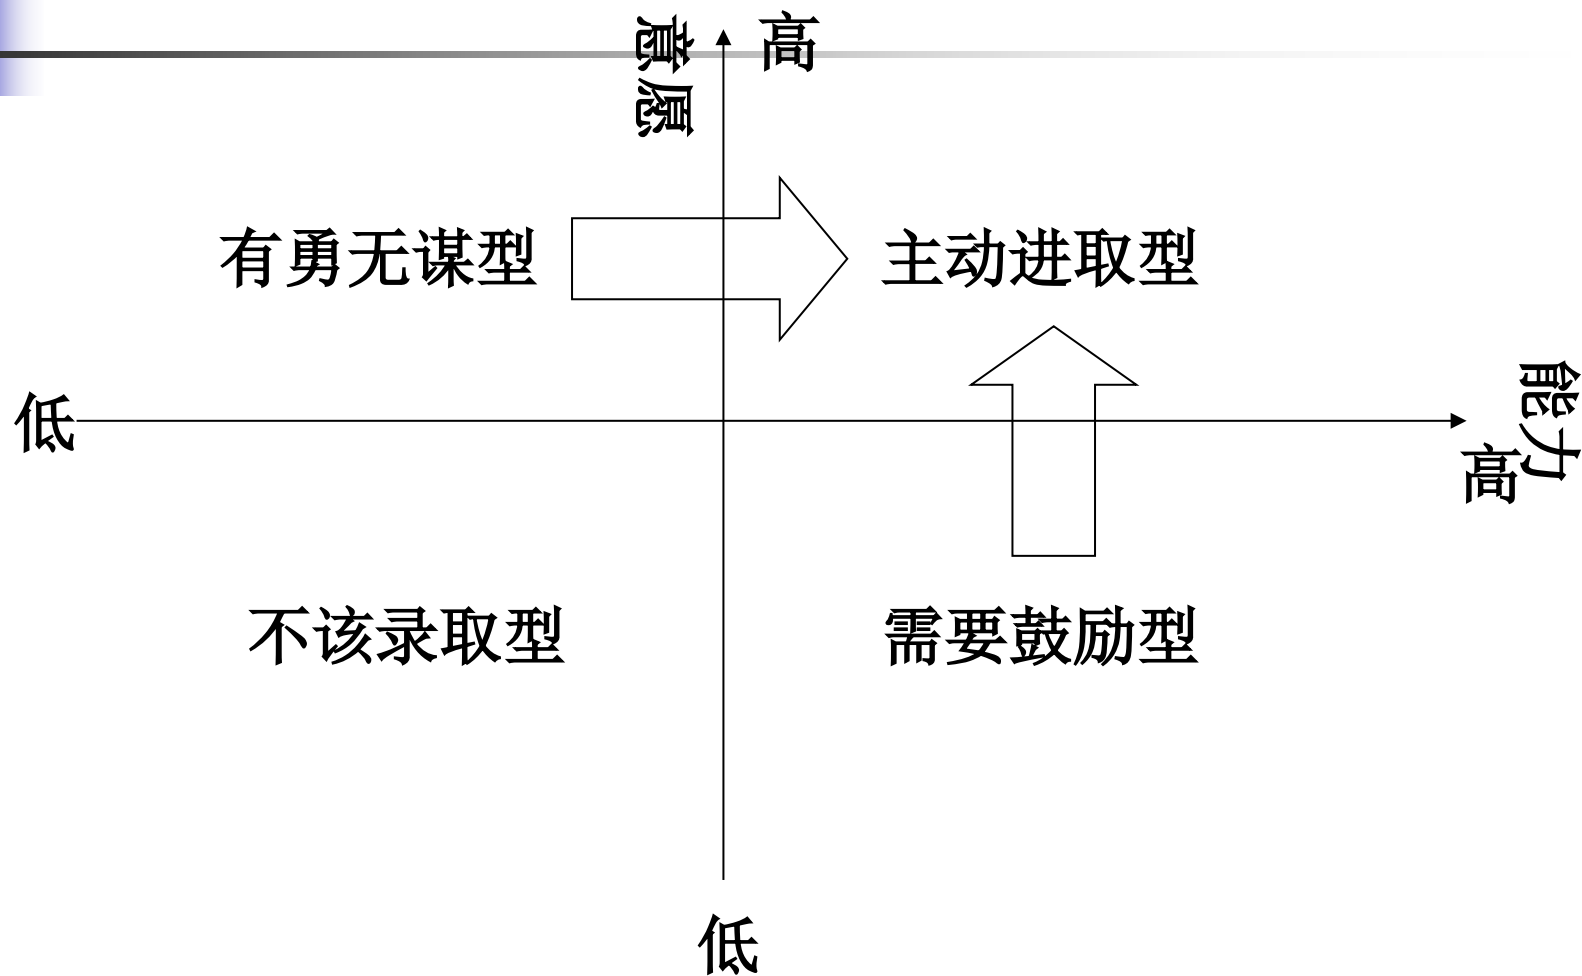 意愿
高
有勇无谋型
主动进取型
能力
低
高
不该录取型
需要鼓励型
低